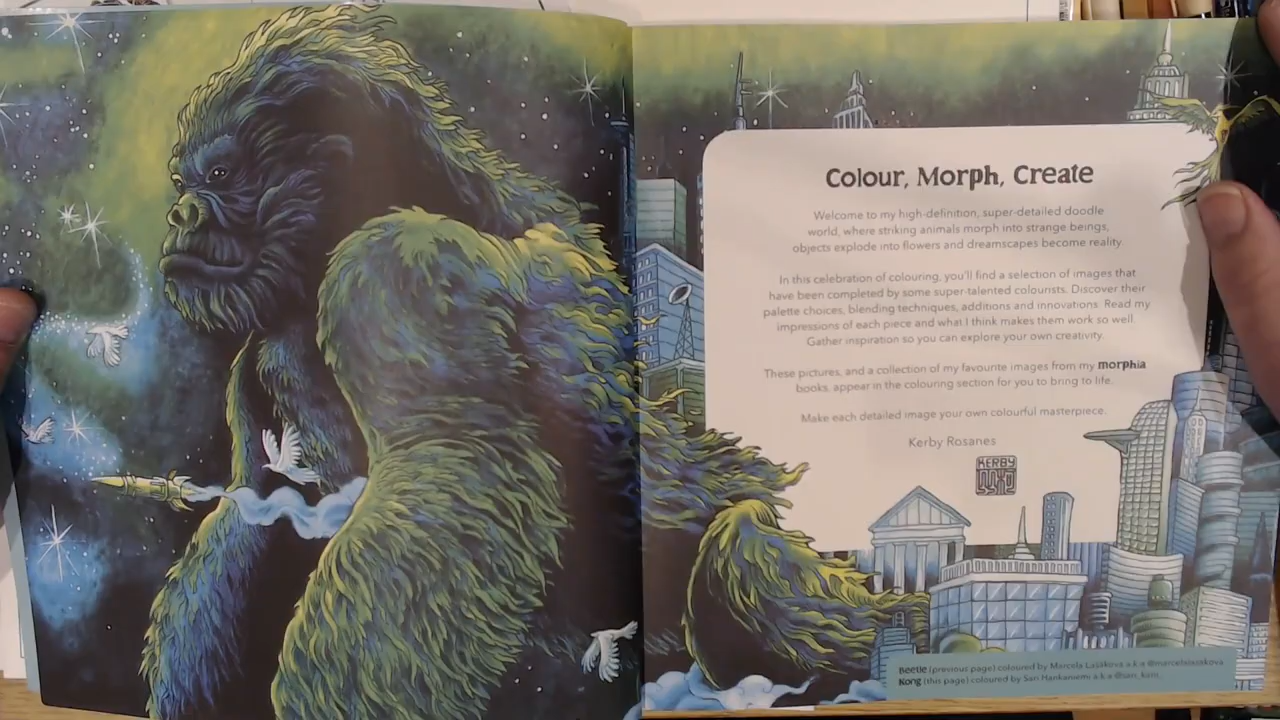 Colour, Morph, Create
Welcome to my high-definition, super-detailed doodle
world, where striking animals morph into strange beings,
objects explode into flowers and dreamscapes become reality.
In this celebration of colouring, you'll find a selection of images that
have been completed by some super-talented colourists. Discover their
palette choices, blending techniques, additions and innovations. Read my
impressions of each piece and what I think makes them work so well.
Gather inspiration so you can explore your own creativity.
These pictures, and a collection of my favourite images from my morphia
books, appear in the colouring section for you to bring to life.
Make each detailed image your own colourful masterpiece.
Kerby Rosanes
KERBY
Beetle (previous page) coloured by Marcela a.k.a
Kong (this page) coloured by Sari Hankaniemi a.k.a